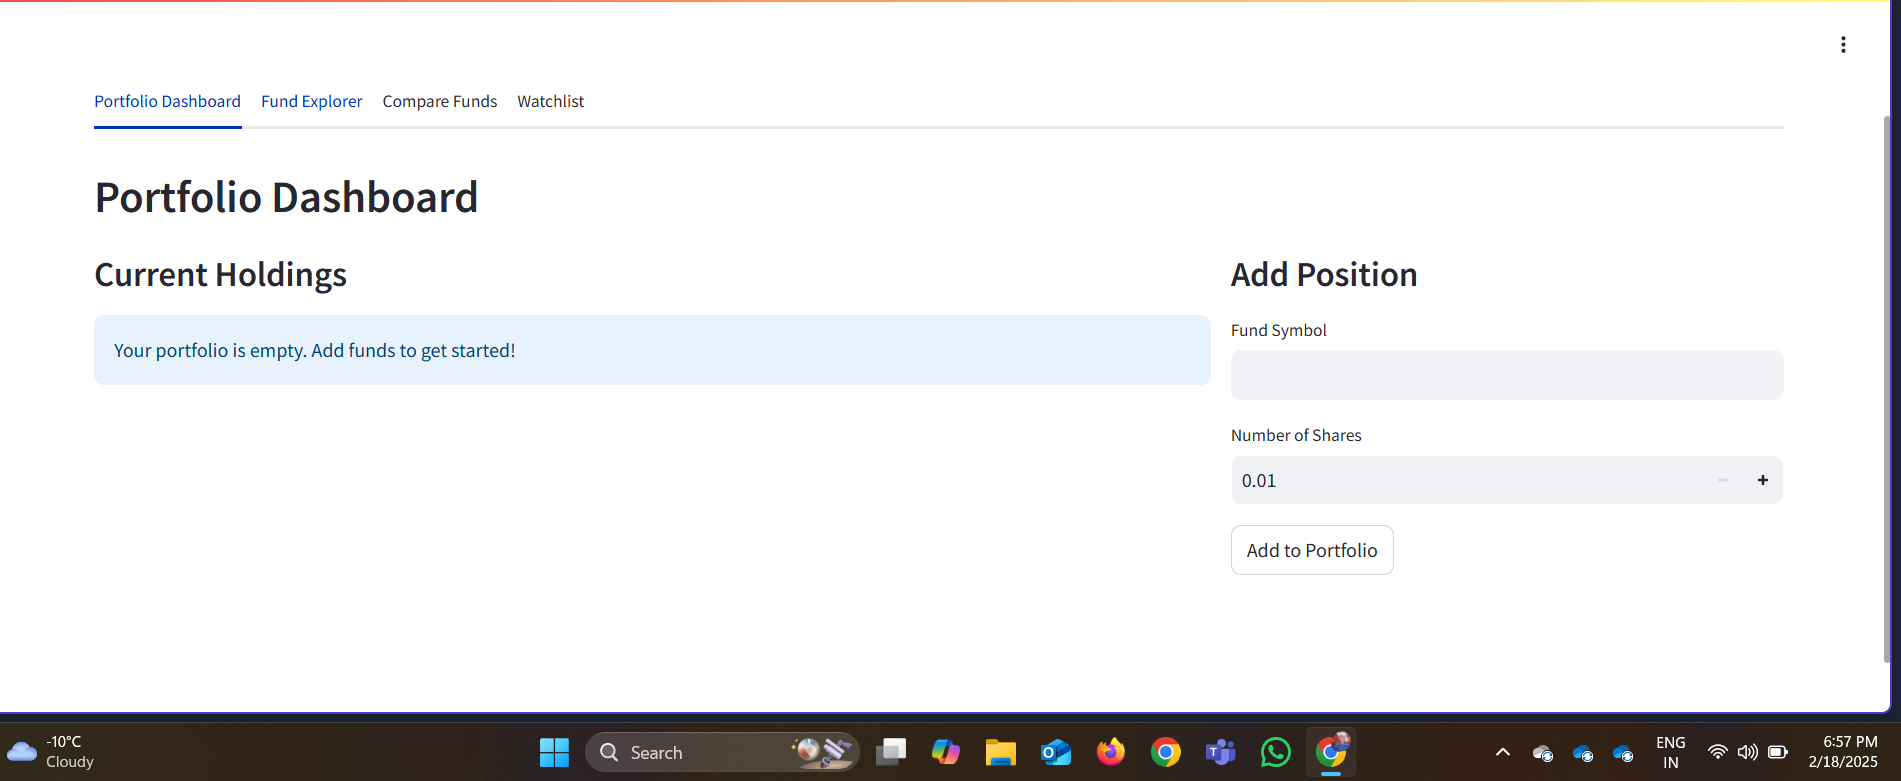 Portfolio Dashboard Fund Explorer Compare Funds Watchlist
Portfolio Dashboard
Current Holdings
Your portfolio is empty. Add funds to get started!
Add Position
Fund Symbol
Number of Shares
0.01
Add to Portfolio
-10°C
Cloudy
Search
ENG
IN
6:57 PM
2/18/2025